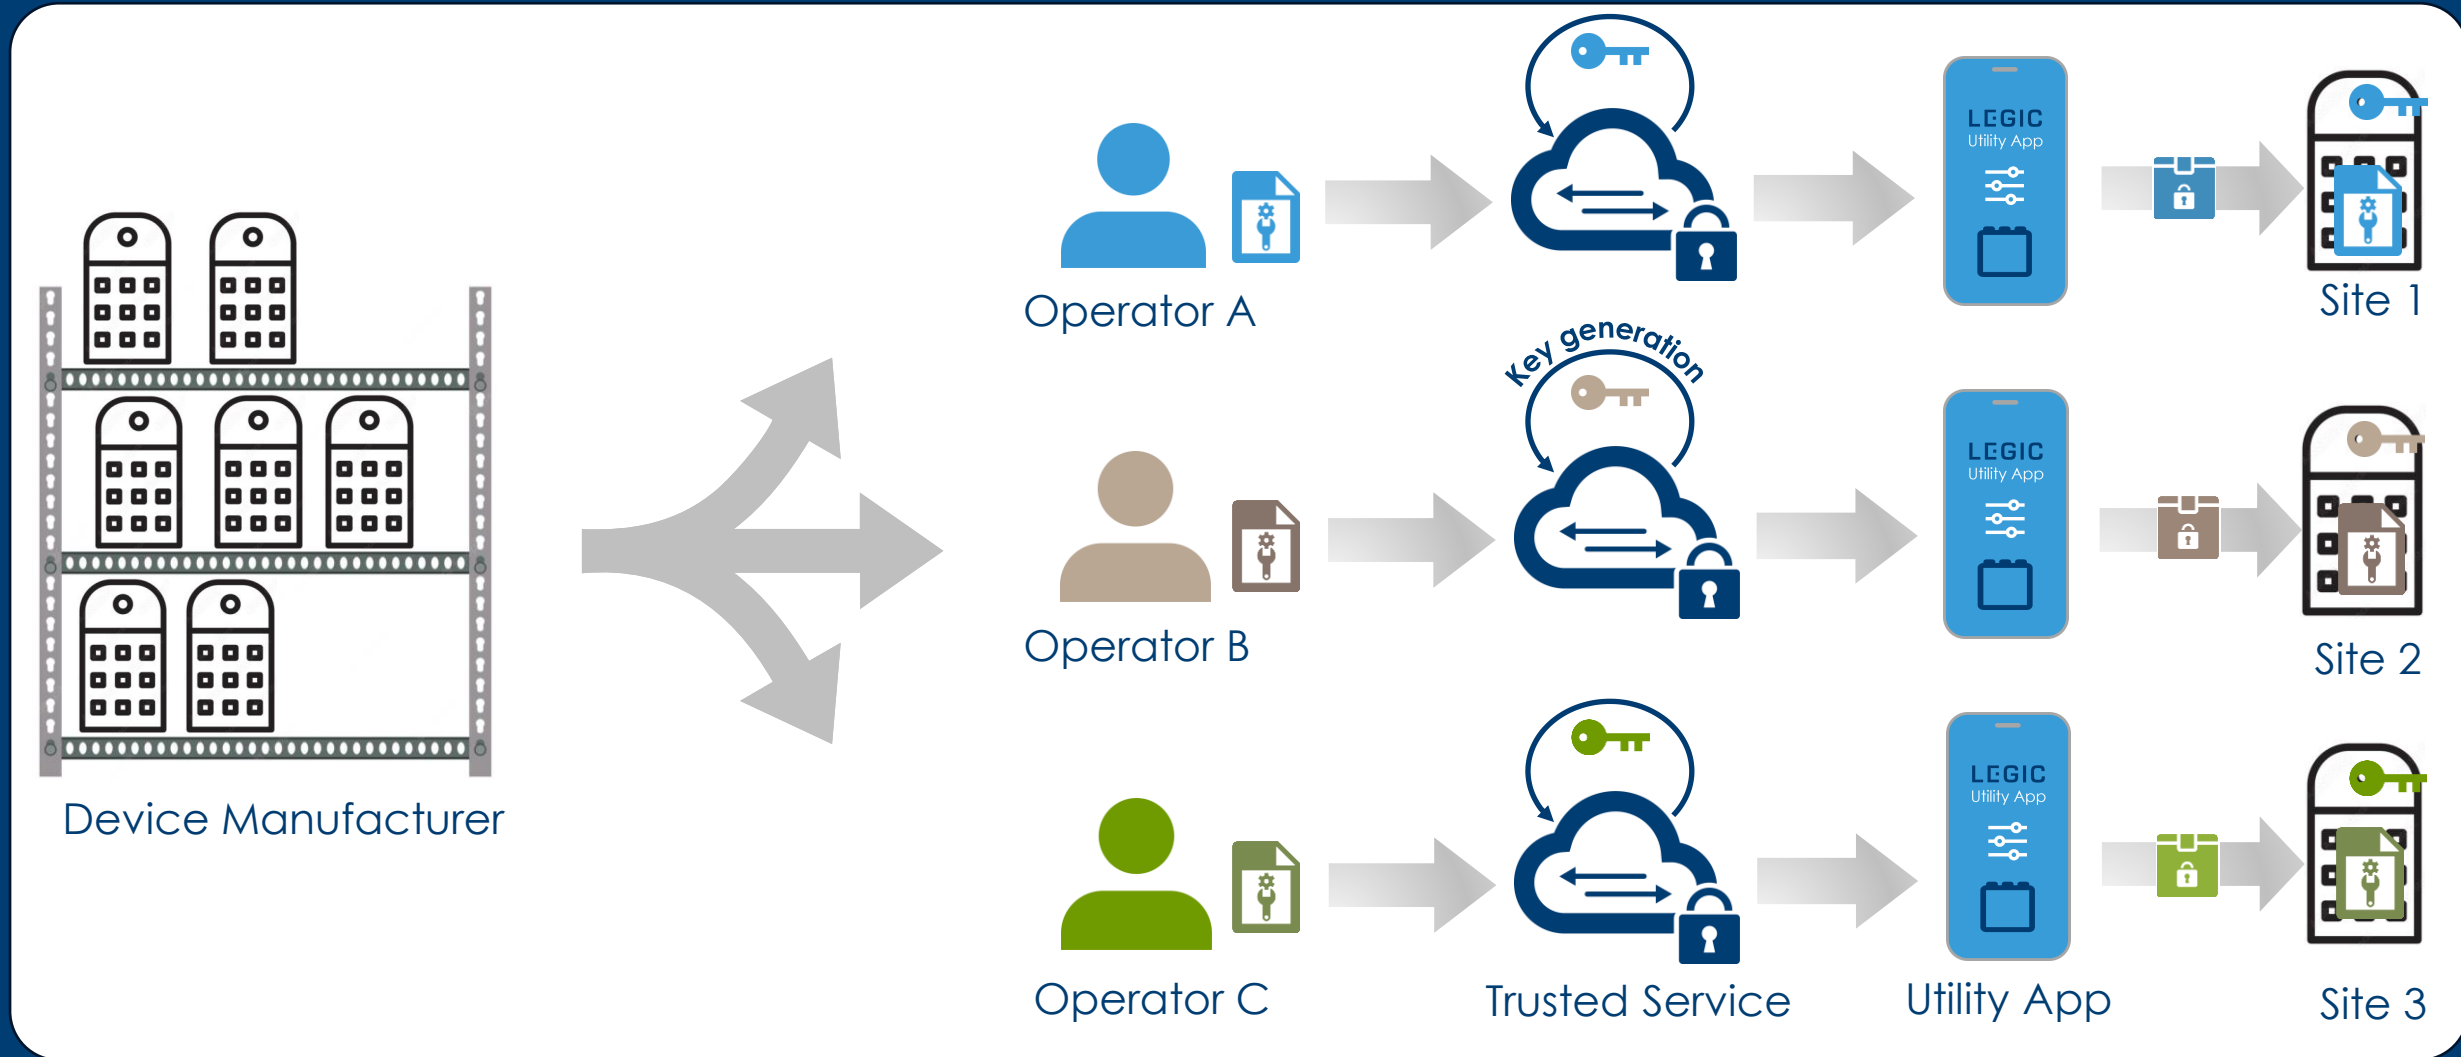 LEGIC
Utility App
Operator A
Site 1
Key generation
LEGIC
Utility App
Operator B
Site 2
Device Manufacturer
LEGIC
Utility App
Operator C
Trusted Service
Utility App
Site 3